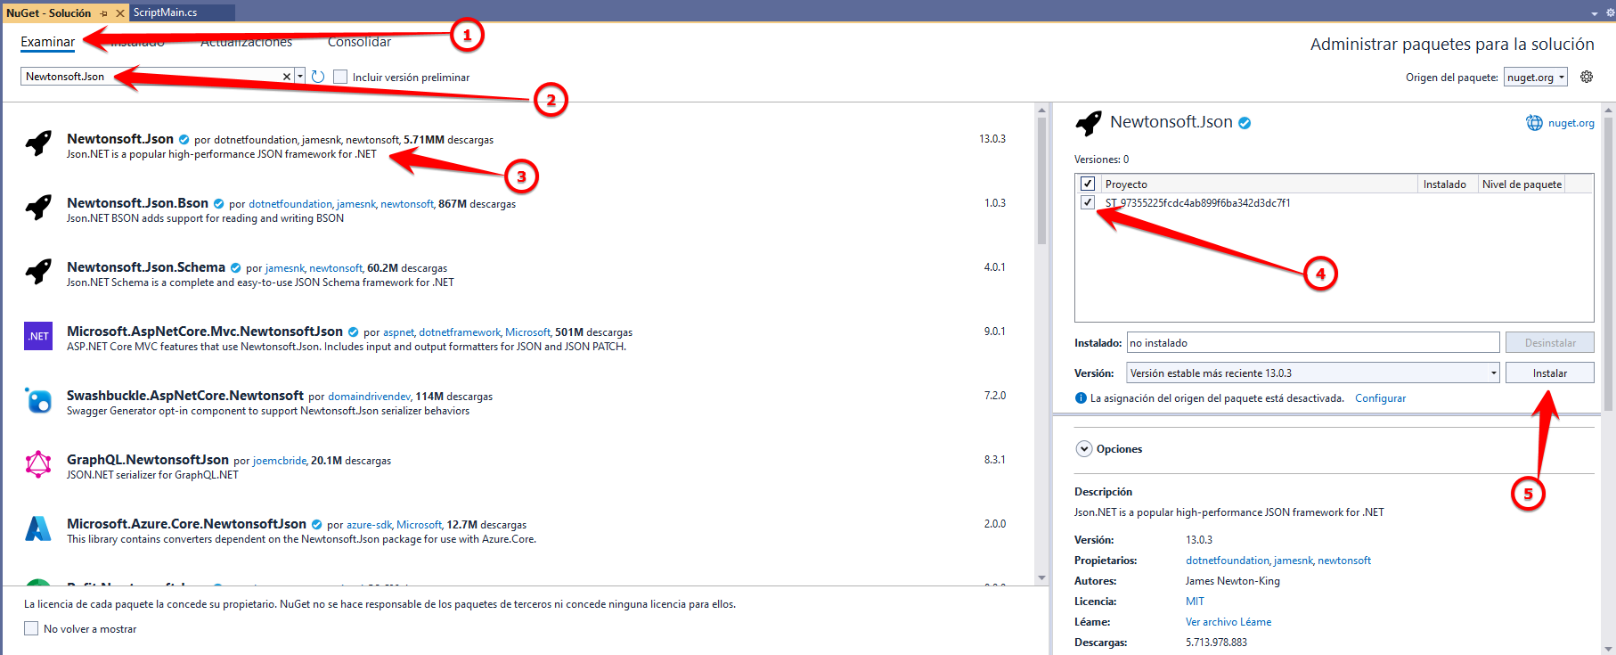 NuGet - Solución
ScriptMain.cs
Examinar
Instalado
Actualizaciones
Consolidar
1
Administrar paquetes para la solución
Newtonsoft.Json
Incluir versión preliminar
2
Origen del paquete: nuget.org
Newtonsoft.Json por dotnetfoundation, jamesnk, newtonsoft, 5.71MM descargas
13.0.3
Json.NET is a popular high-performance JSON framework for .NET
3
Newtonsoft.Json.Bson por dotnetfoundation, jamesnk, newtonsoft, 867M descargas
1.0.3
Json.NET BSON adds support for reading and writing BSON
Newtonsoft.Json.Schema por jamesnk, newtonsoft, 60.2M descargas
4.0.1
Json.NET Schema is a complete and easy-to-use JSON Schema framework for .NET
.NET
Microsoft.AspNetCore.Mvc.NewtonsoftJson por aspnet, dotnetframework, Microsoft, 501M descargas
9.0.1
ASP.NET Core MVC features that use Newtonsoft.Json. Includes input and output formatters for JSON and JSON PATCH.
Swashbuckle.AspNetCore.Newtonsoft por domaindrivendev, 114M descargas
7.2.0
Swagger Generator opt-in component to support Newtonsoft.Json serializer behaviors
GraphQL.NewtonsoftJson por joemcbride, 20.1M descargas
8.3.1
JSON.NET serializer for GraphQL.NET
Microsoft.Azure.Core.NewtonsoftJson por azure-sdk, Microsoft, 12.7M descargas
2.0.0
This library contains converters dependent on the Newtonsoft.Json package for use with Azure.Core.
La licencia de cada paquete la concede su propietario. NuGet no se hace responsable de los paquetes de terceros ni concede ninguna licencia para ellos.
No volver a mostrar
Newtonsoft.Json
nuget.org
Versiones: 0
Proyecto
Instalado
Nivel de paquete
ST_97355225fcdc4ab899f6ba342d3dc7f1
4
Instalado: no instalado
Desinstalar
Versión: Versión estable más reciente 13.0.3
Instalar
La asignación del origen del paquete está desactivada. Configurar
Opciones
5
Descripción
Json.NET is a popular high-performance JSON framework for .NET
Versión: 13.0.3
Propietarios: dotnetfoundation, jamesnk, newtonsoft
Autores: James Newton-King
Licencia: MIT
Léame: Ver archivo Léame
Descargas: 5.713.978.883